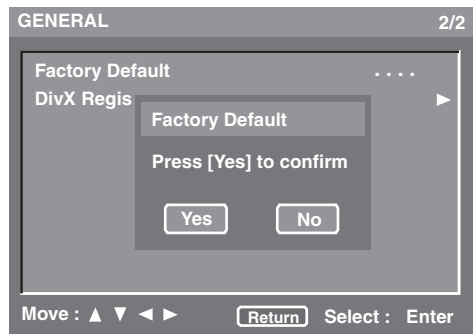 GENERAL 2/2
Factory Default ....
DivX Regis
Factory Default
Press [Yes] to confirm
Yes No
Move : ▲ ▼ ◄ ► Return Select : Enter